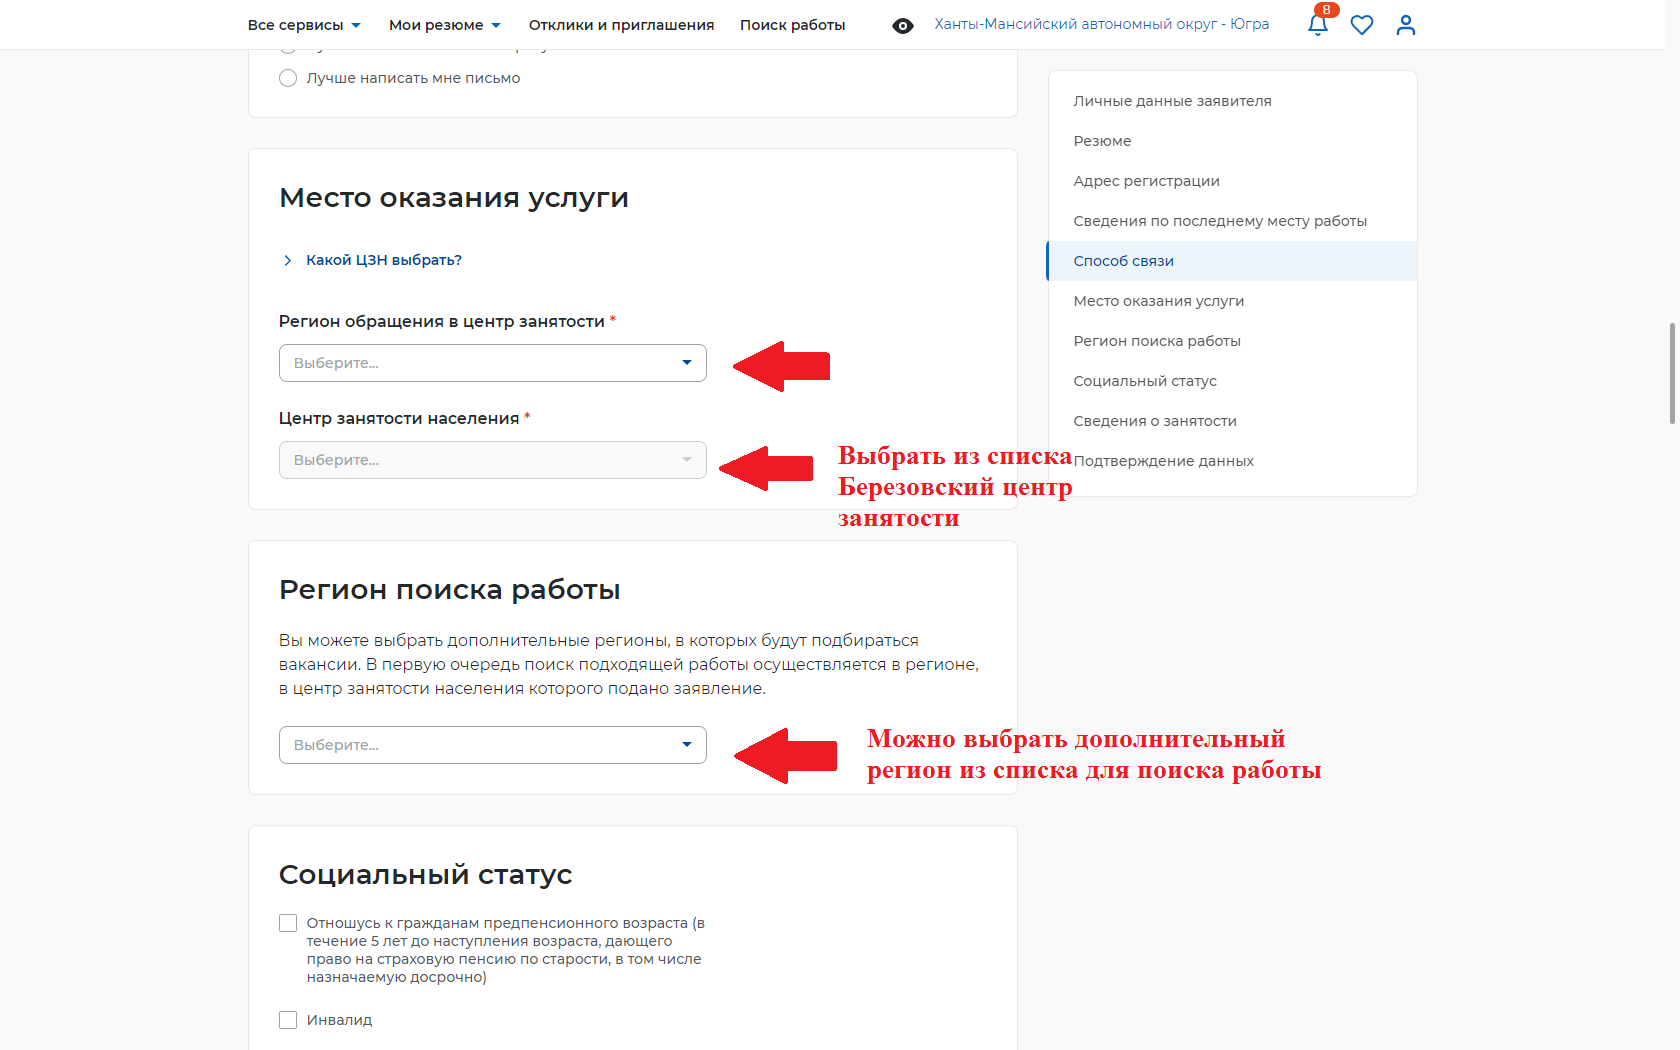 Все сервисы
Мои резюме
Отклики и приглашения
Поиск работы
Ханты-Мансийский автономный округ - Югра
8
Лучше написать мне письмо
Место оказания услуги
Какой ЦЗН выбрать?
Регион обращения в центр занятости *
Выберите...
Центр занятости населения *
Выберите...
Выбрать из списка
Березовский центр
занятости
Регион поиска работы
Вы можете выбрать дополнительные регионы, в которых будут подбираться
вакансии. В первую очередь поиск подходящей работы осуществляется в регионе,
в центр занятости населения которого подано заявление.
Выберите...
Можно выбрать дополнительный
регион из списка для поиска работы
Социальный статус
Отношусь к гражданам предпенсионного возраста (в
течение 5 лет до наступления возраста, дающего
право на страховую пенсию по старости, в том числе
назначаемую досрочно)
Инвалид
Личные данные заявителя
Резюме
Адрес регистрации
Сведения по последнему месту работы
Способ связи
Место оказания услуги
Регион поиска работы
Социальный статус
Сведения о занятости
Подтверждение данных